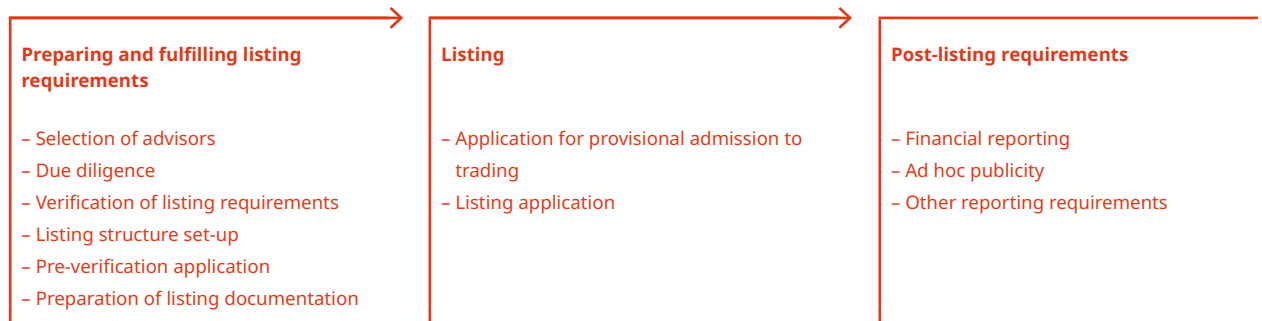 Preparing and fulfilling listing
requirements
– Selection of advisors
– Due diligence
– Verification of listing requirements
– Listing structure set-up
– Pre-verification application
– Preparation of listing documentation
Listing
– Application for provisional admission to
trading
– Listing application
Post-listing requirements
– Financial reporting
– Ad hoc publicity
– Other reporting requirements